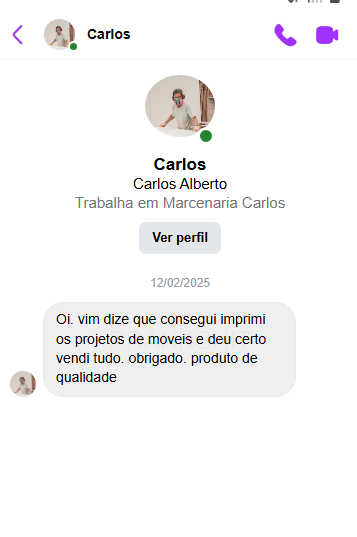 Carlos
Carlos
Carlos Alberto
Trabalha em Marcenaria Carlos
Ver perfil
12/02/2025
Oi. vim dize que consegui imprimi
os projetos de moveis e deu certo
vendi tudo. obrigado. produto de
qualidade